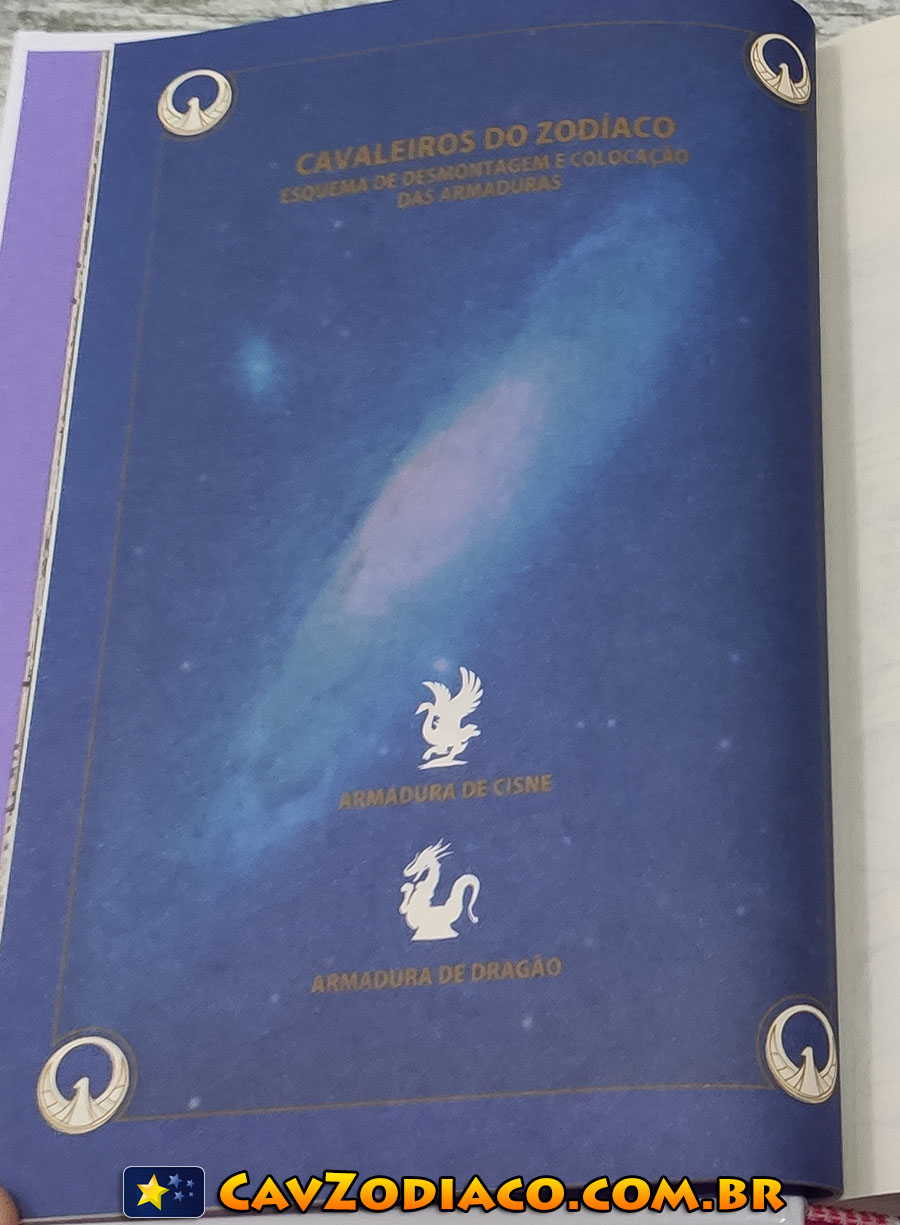 CAVALEIROS DO ZODÍACO
ESQUEMA DE DESMONTAGEM E COLOCAÇÃO
DAS ARMADURAS
ARMADURA DE CISNE
ARMADURA DE DRAGÃO
CAVZODIACO.COM.BR